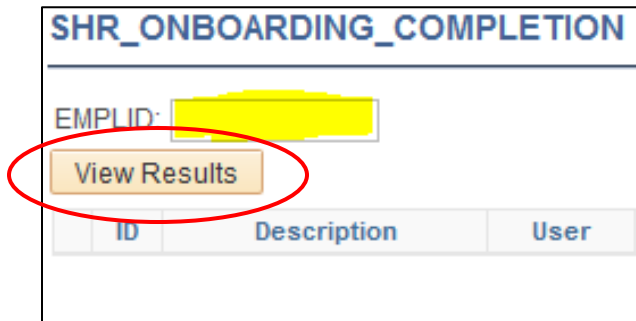 SHR_ONBOARDING_COMPLETION
EMPLID:
View Results
ID Description User